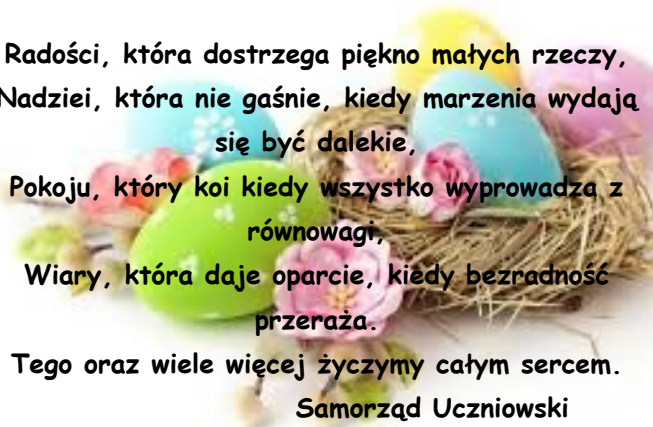 Radości, która dostrzega piękno małych rzeczy,
Nadziei, która nie gaśnie, kiedy marzenia wydają
się być dalekie,
Pokoju, który koi kiedy wszystko wyprowadza z
równowagi,
Wiary, która daje oparcie, kiedy bezradność
przeraża.
Tego oraz wiele więcej życzymy całym sercem.
Samorząd Uczniowski